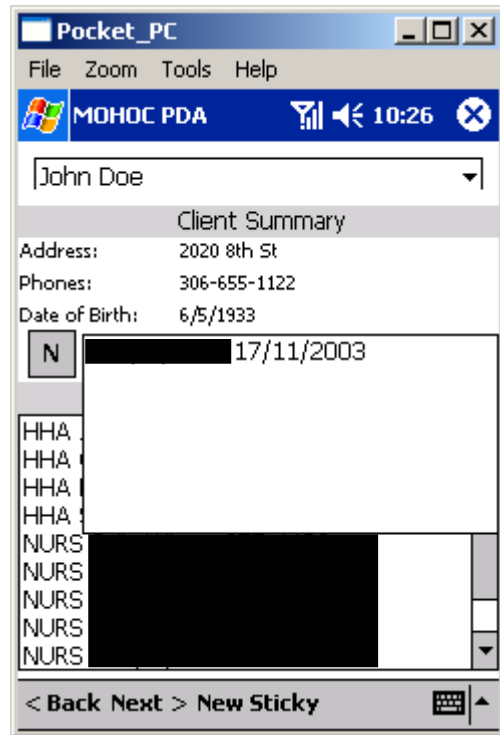 Pocket_PC
File Zoom Tools Help
MOHOC PDA 10:26
John Doe
Client Summary
Address: 2020 8th St
Phones: 306-655-1122
Date of Birth: 6/5/1933
N 17/11/2003
HHA
HHA
HHA
HHA
NURS
NURS
NURS
NURS
NURS
< Back Next > New Sticky